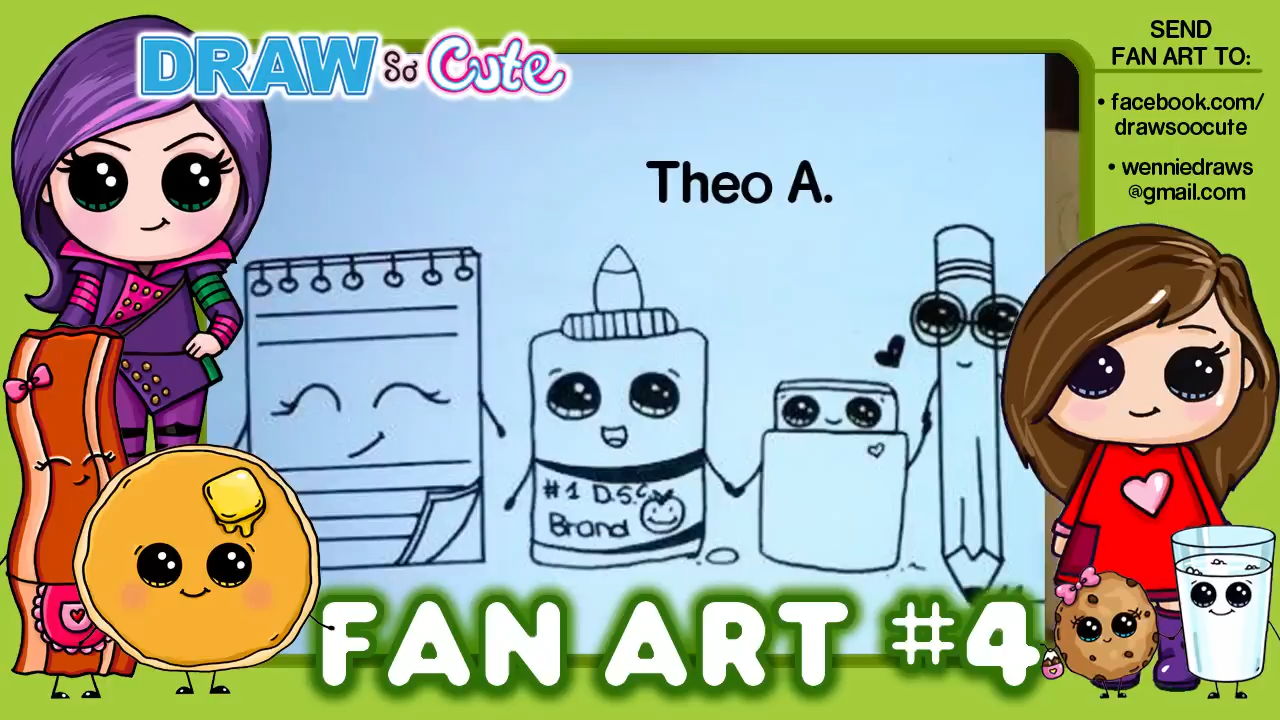 DRAW So Cute
SEND
FAN ART TO:
• facebook.com/
drawsoocute
• wenniedraws
@gmail.com
Theo A.
#1 D.S.C
Brand
FAN ART #4